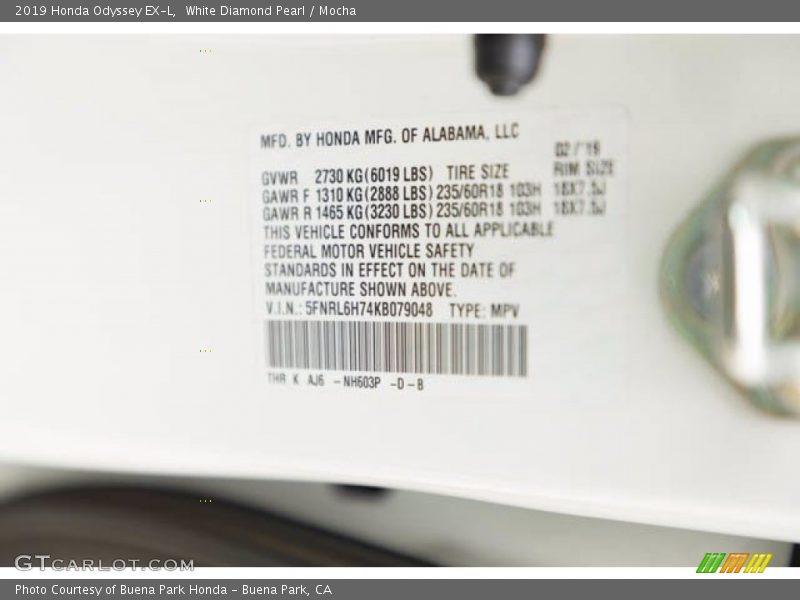 2019 Honda Odyssey EX-L, White Diamond Pearl / Mocha
MFD. BY HONDA MFG. OF ALABAMA, LLC 02/19
GVWR 2730 KG (6019 LBS) TIRE SIZE RIM SIZE
GAWR F 1310 KG (2888 LBS) 235/60R18 103H 18X7.5J
GAWR R 1465 KG (3230 LBS) 235/60R18 103H 18X7.5J
THIS VEHICLE CONFORMS TO ALL APPLICABLE
FEDERAL MOTOR VEHICLE SAFETY
STANDARDS IN EFFECT ON THE DATE OF
MANUFACTURE SHOWN ABOVE.
V.I.N.: 5FNRL6H74KB079048 TYPE: MPV
THR K AJ6 -NH603P -D-B
GTCARLOT.COM
Photo Courtesy of Buena Park Honda - Buena Park, CA